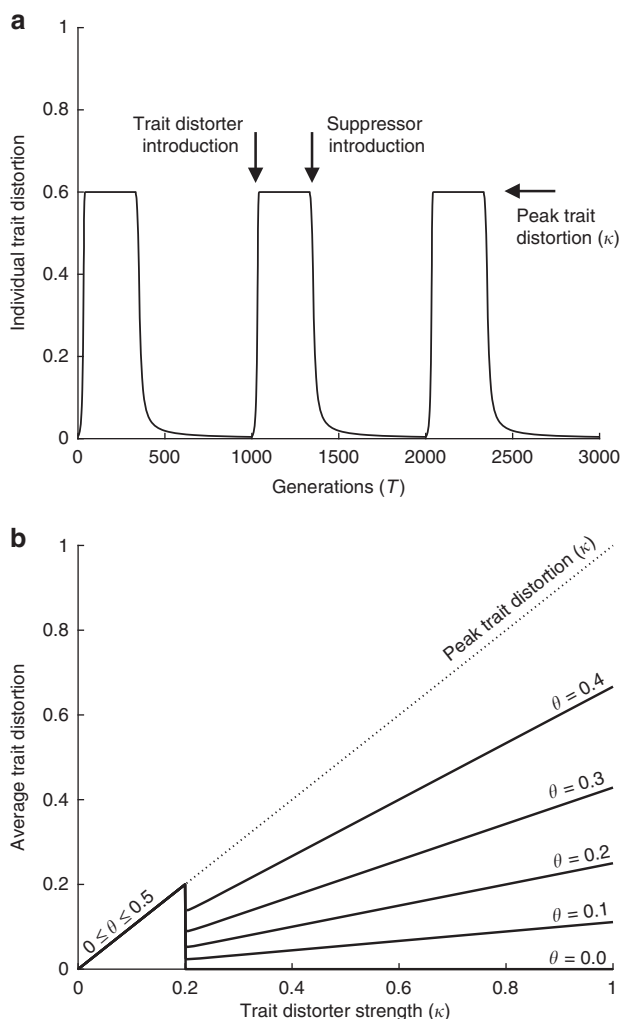 a
1
0.8
0.6
0.4
0.2
0
Individual trait distortion
Trait distorter
introduction
Suppressor
introduction
Peak trait
distortion (κ)
0
500
1000
1500
2000
2500
3000
Generations (T)
b
1
0.8
0.6
0.4
0.2
0
Average trait distortion
Peak trait distortion (κ)
0 ≤ θ ≤ 0.5
θ = 0.4
θ = 0.3
θ = 0.2
θ = 0.1
θ = 0.0
0
0.2
0.4
0.6
0.8
1
Trait distorter strength (κ)